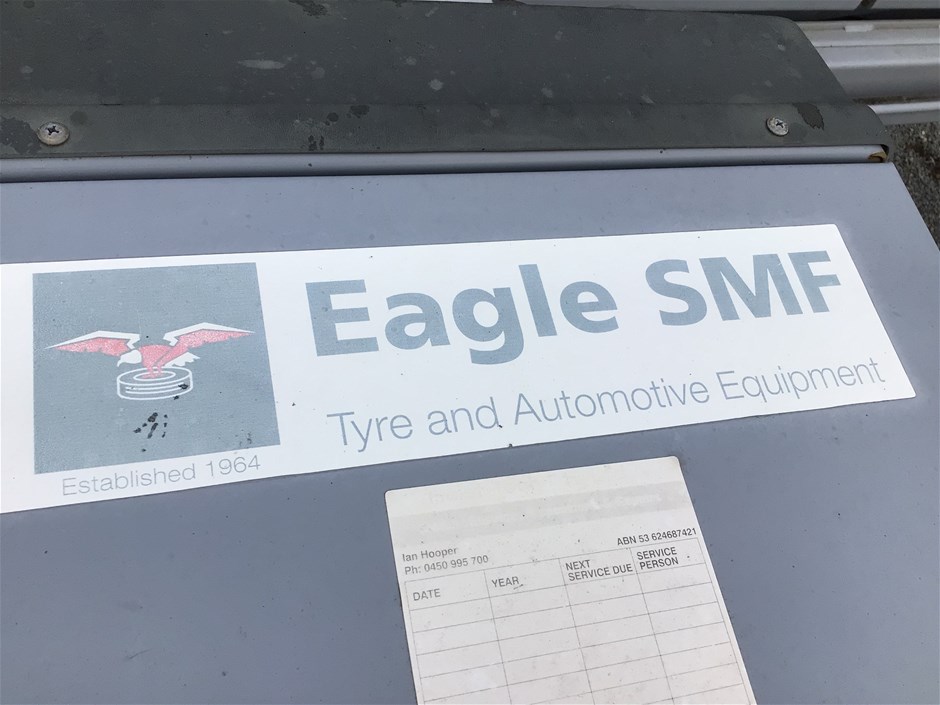 Eagle SMF
Tyre and Automotive Equipment
Established 1964
Ian Hooper
Ph: 0450 995 700
ABN 53 624687421
DATE
YEAR
NEXT
SERVICE DUE
SERVICE
PERSON